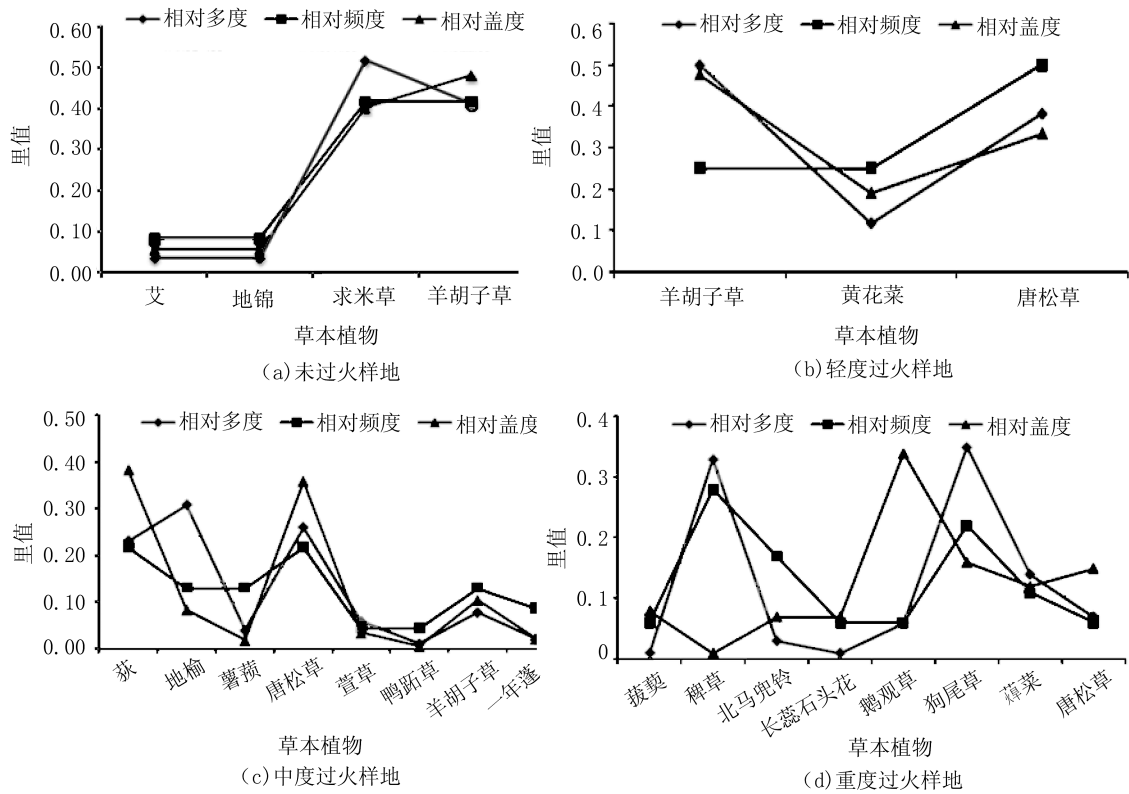 相对多度 相对频度 相对盖度
0.60
0.50
0.40
0.30
0.20
0.10
0.00
里值
艾 地锦 求米草 羊胡子草
草本植物
(a)未过火样地
相对多度 相对频度 相对盖度
0.6
0.5
0.4
0.3
0.2
0.1
0.0
里值
羊胡子草 黄花菜 唐松草
草本植物
(b)轻度过火样地
0.50
相对多度 相对频度 相对盖度
0.40
0.30
0.20
0.10
0.00
里值
荻 地榆 薯蓣 唐松草 萱草 鸭跖草 羊胡子草 一年蓬
草本植物
(c)中度过火样地
0.4
相对多度 相对频度 相对盖度
0.3
0.2
0.1
0
里值
菝葜 稗草 北马兜铃 长蕊石头花 鹅观草 狗尾草 蔊菜 唐松草
草本植物
(d)重度过火样地